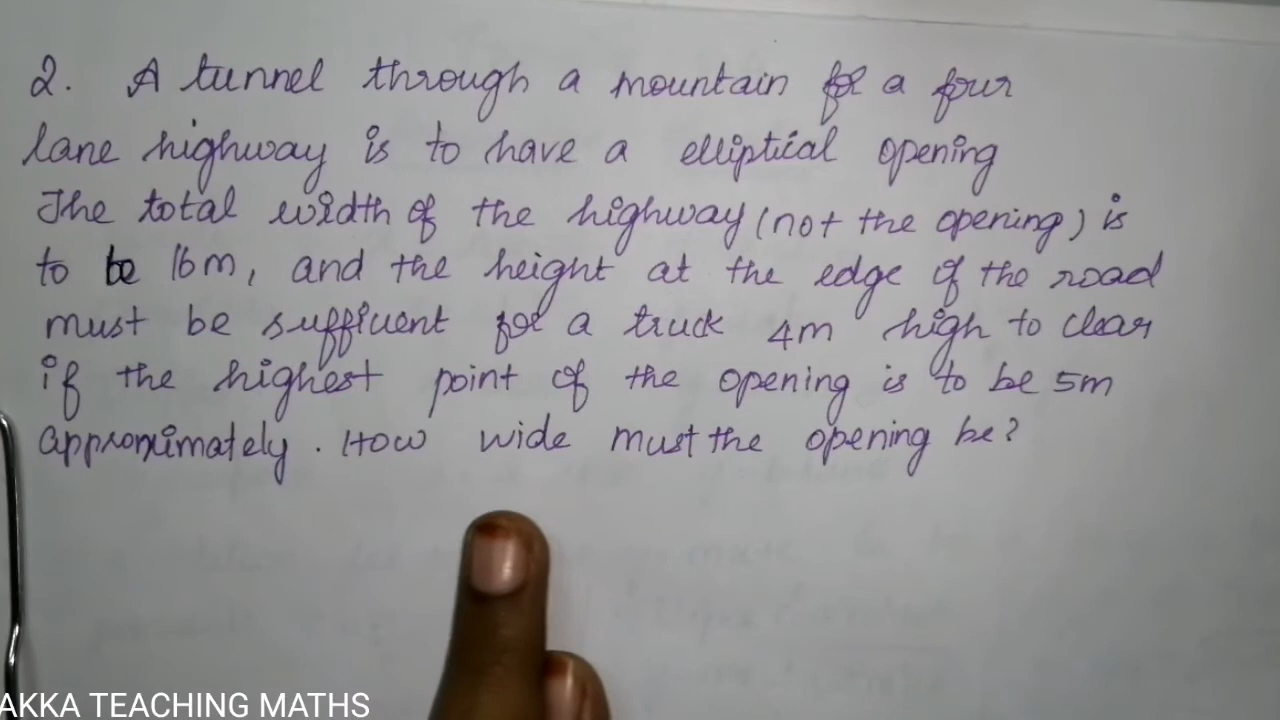 2. A tunnel through a mountain for a four
lane highway is to have a elliptical opening
The total width of the highway (not the opening) is
to be 16m, and the height at the edge of the road
must be sufficient for a truck 4m high to clear
if the highest point of the opening is to be 5m
approximately. How wide must the opening be?
AKKA TEACHING MATHS